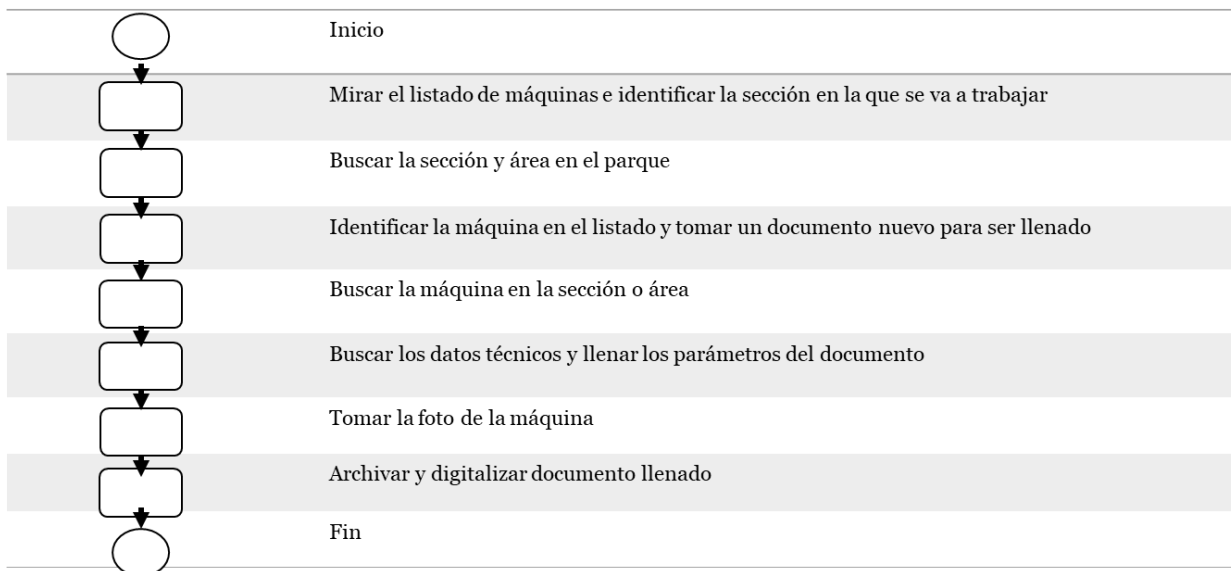 Inicio
Mirar el listado de máquinas e identificar la sección en la que se va a trabajar
Buscar la sección y área en el parque
Identificar la máquina en el listado y tomar un documento nuevo para ser llenado
Buscar la máquina en la sección o área
Buscar los datos técnicos y llenar los parámetros del documento
Tomar la foto de la máquina
Archivar y digitalizar documento llenado
Fin